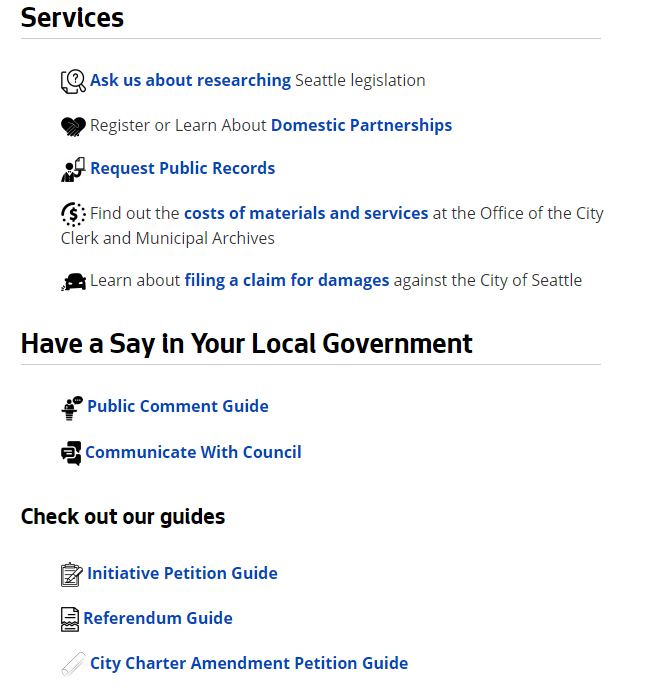 Services
Ask us about researching Seattle legislation
Register or Learn About Domestic Partnerships
Request Public Records
Find out the costs of materials and services at the Office of the City
Clerk and Municipal Archives
Learn about filing a claim for damages against the City of Seattle
Have a Say in Your Local Government
Public Comment Guide
Communicate With Council
Check out our guides
Initiative Petition Guide
Referendum Guide
City Charter Amendment Petition Guide